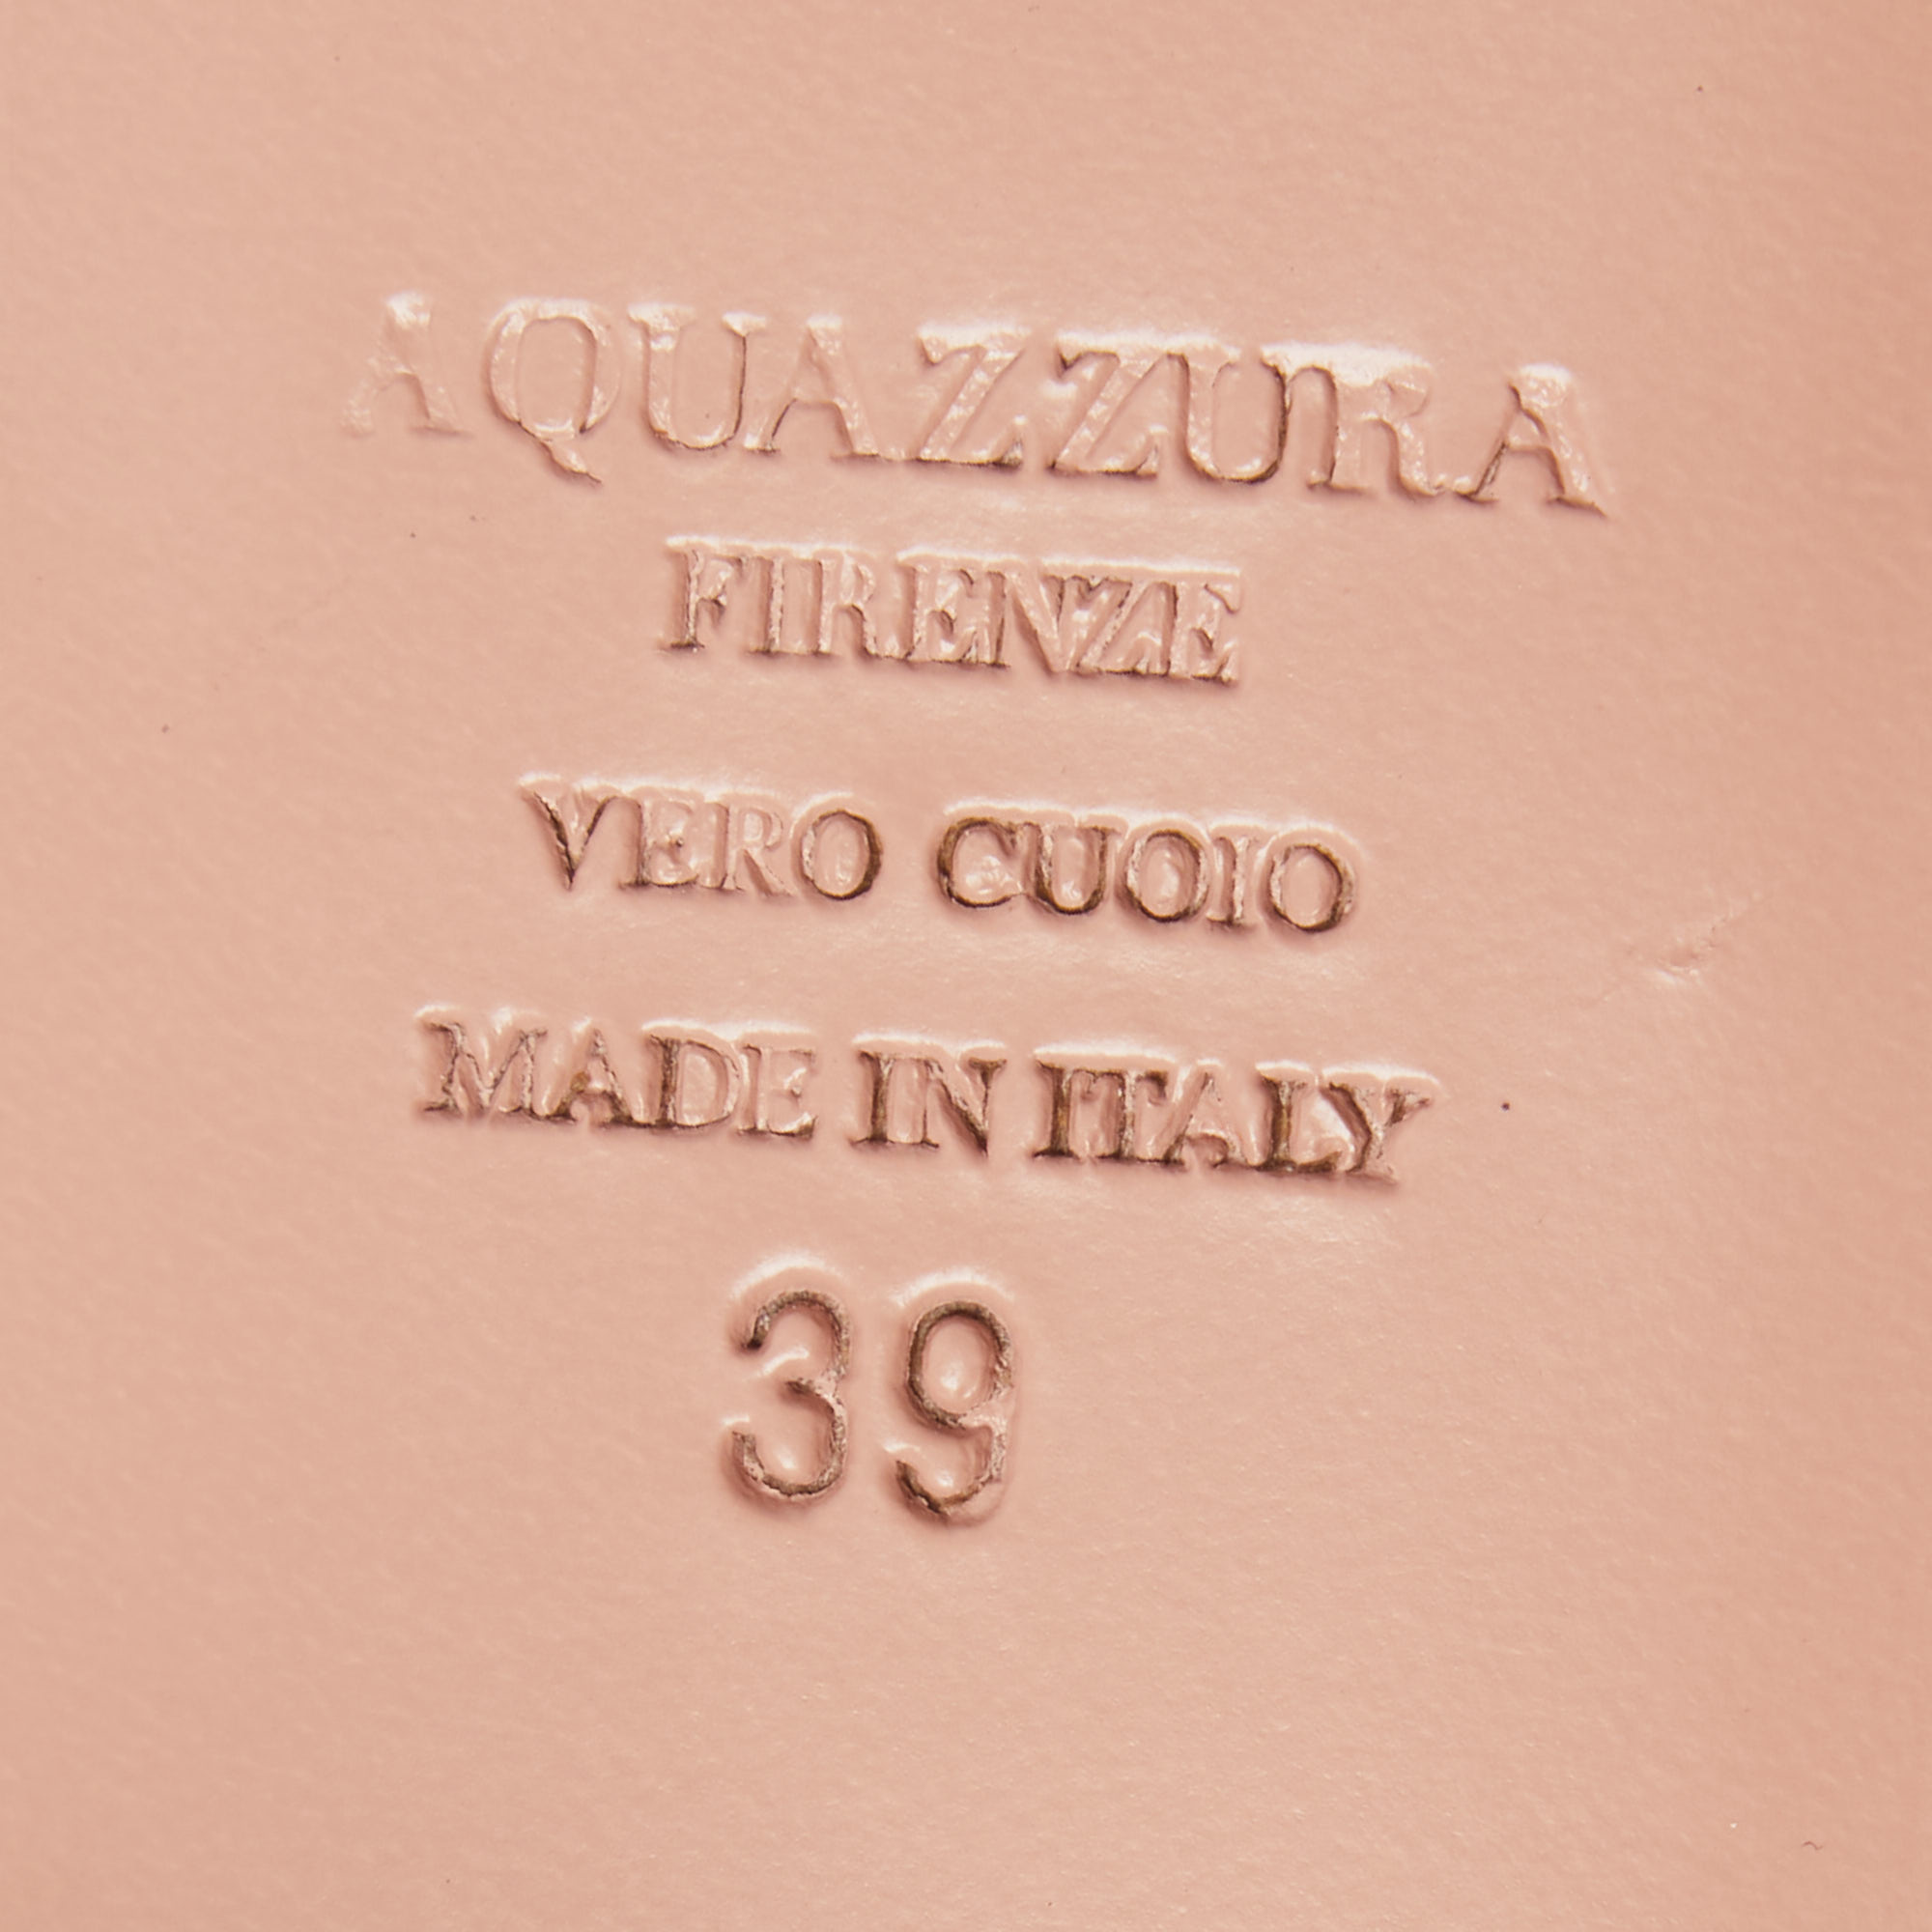 AQUAZZURA
FIRENZE
VERO CUOIO
MADE IN ITALY
39